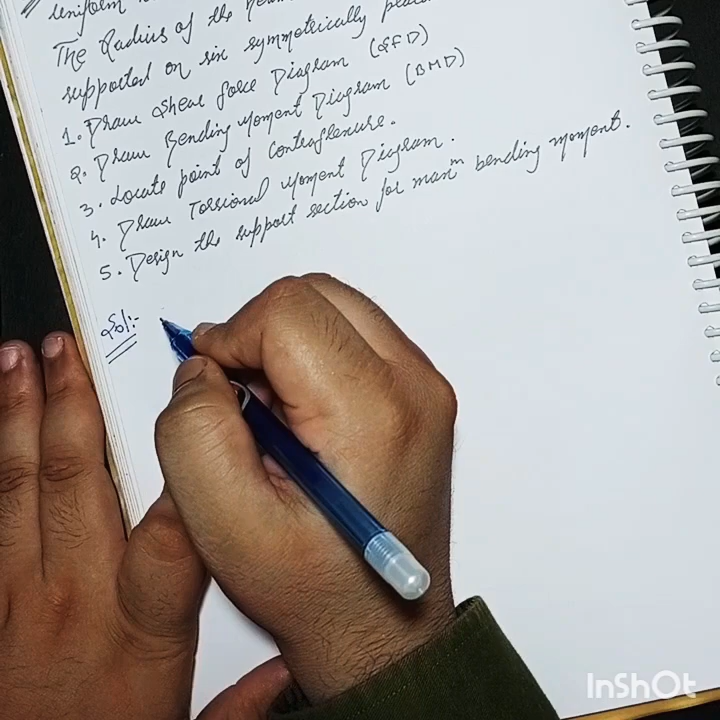 uniform
The Radius of the
supported on six symmetrically
1. Draw Shear force Diagram (SFD)
2. Draw Bending Moment Diagram (BMD)
3. Locate point of contraflexure.
4. Draw Torsional Moment Diagram.
5. Design the support section for maxm bending moment.
Sol:-
InShOt